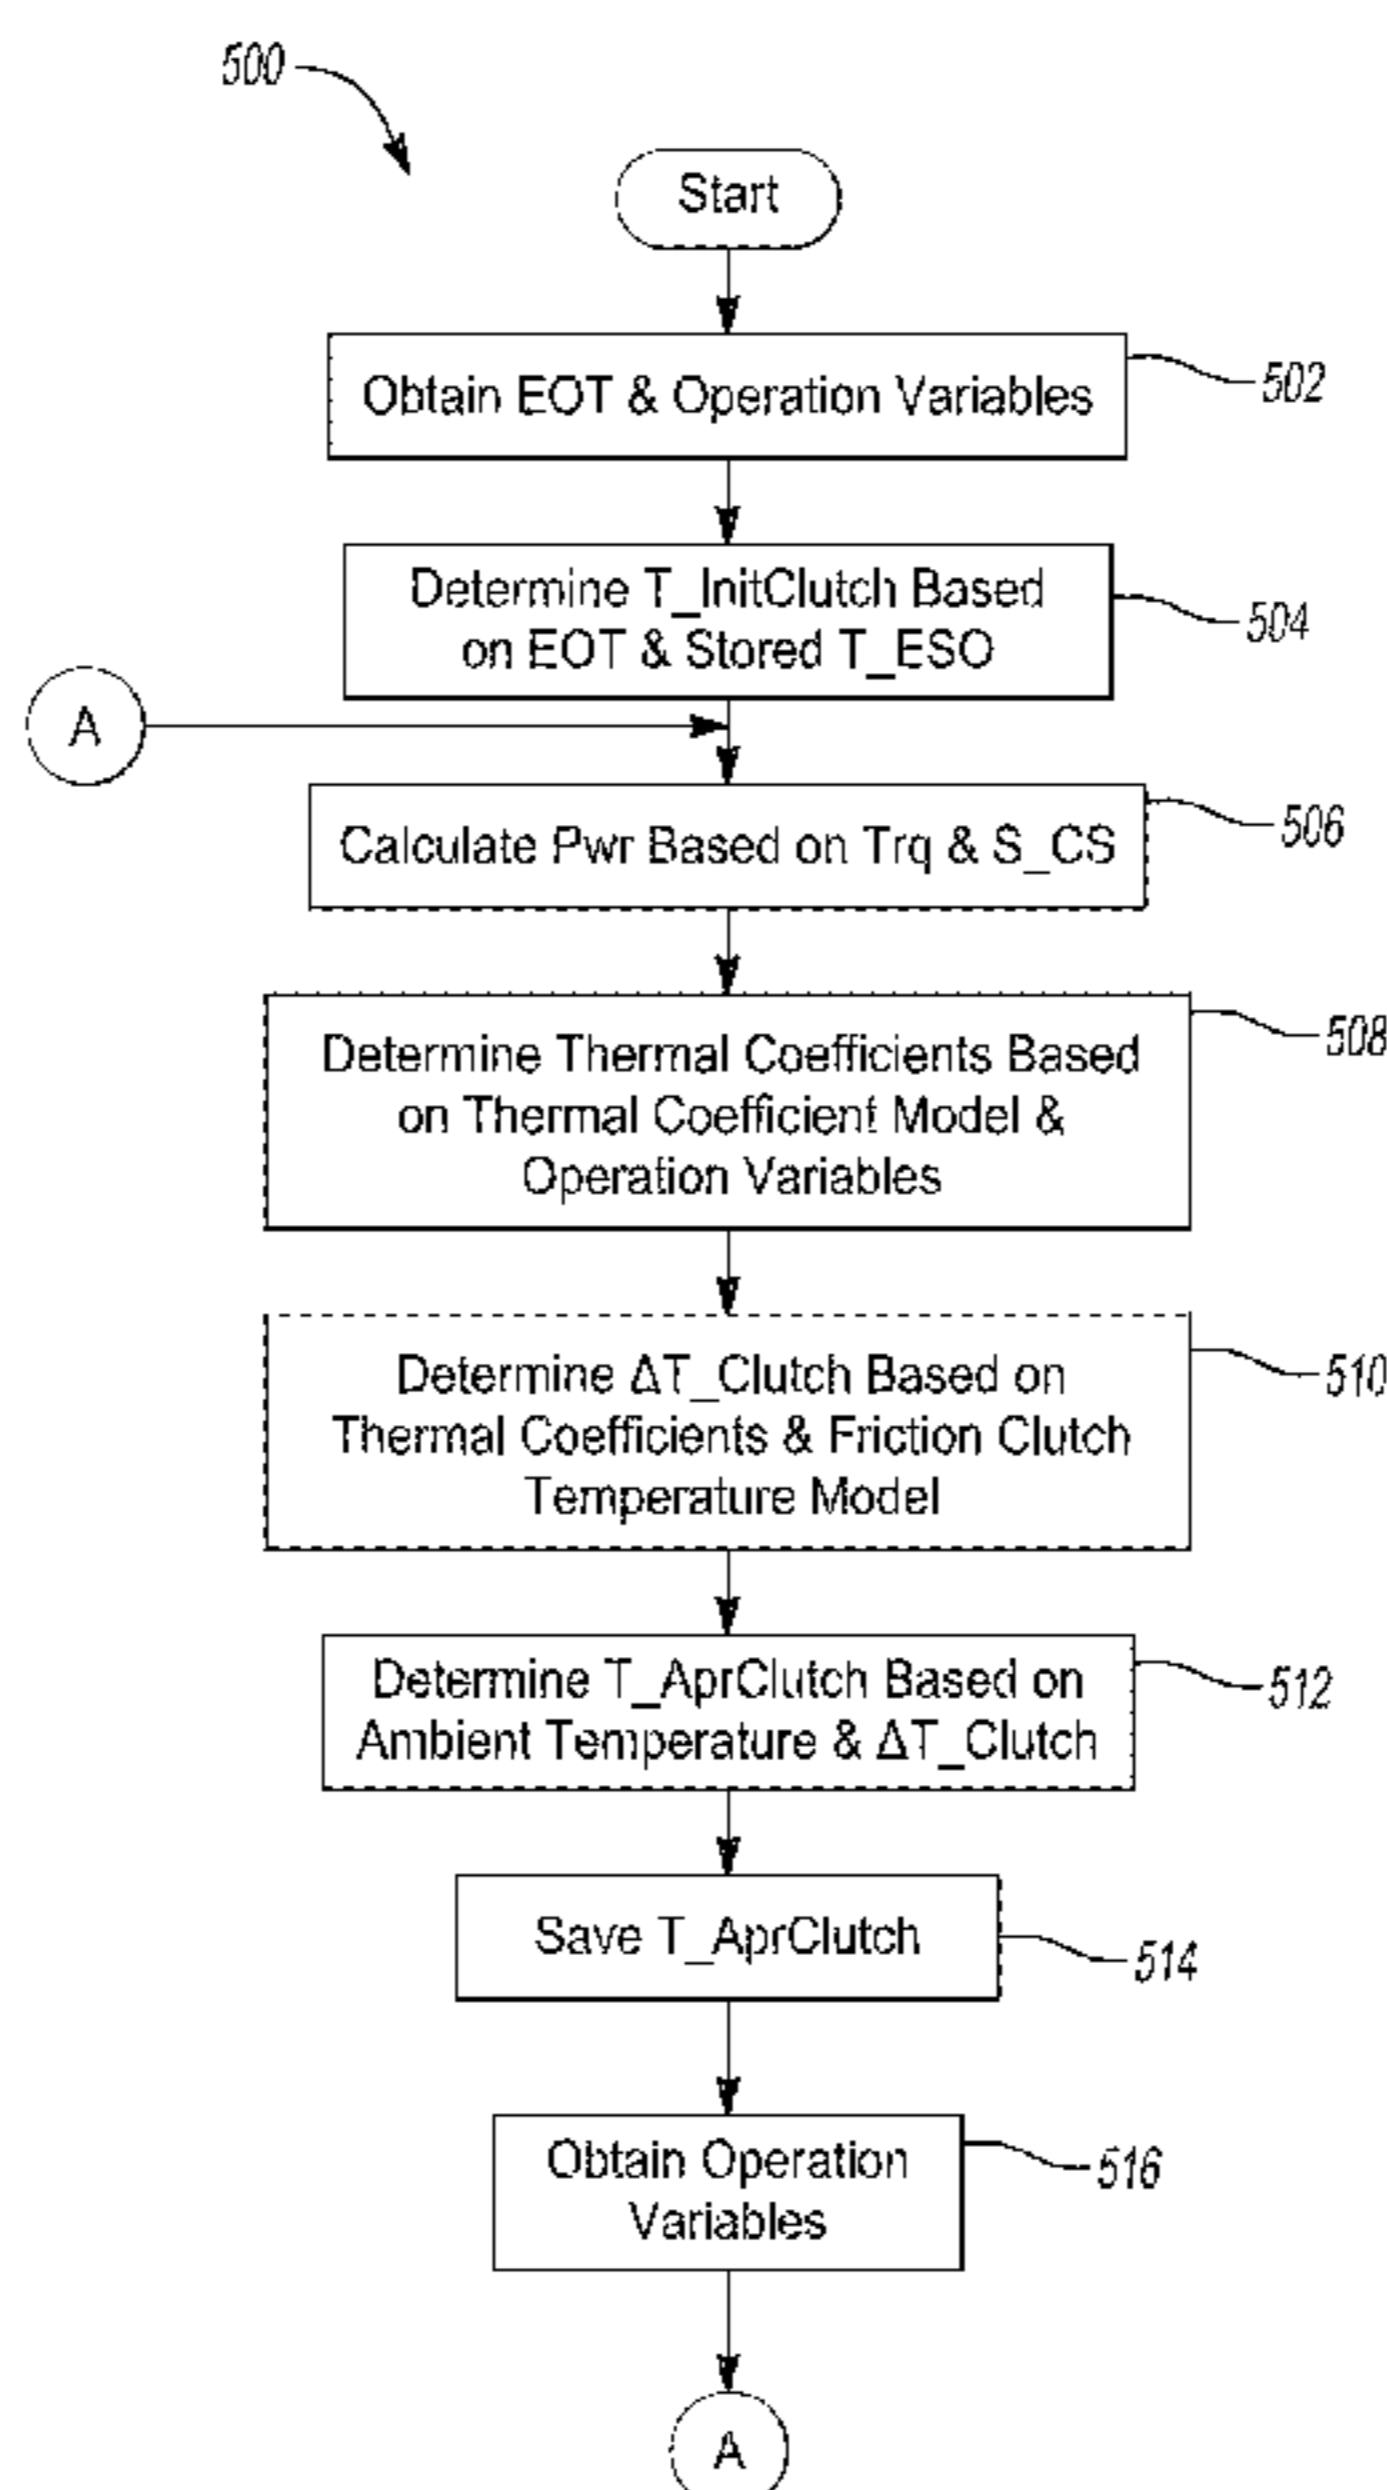 500
Start
Obtain EOT & Operation Variables
502
Determine T_InitClutch Based
on EOT & Stored T_ESO
504
A
Calculate Pwr Based on Trq & S_CS
506
Determine Thermal Coefficients Based
on Thermal Coefficient Model &
Operation Variables
508
Determine ΔT_Clutch Based on
Thermal Coefficients & Friction Clutch
Temperature Model
510
Determine T_AprClutch Based on
Ambient Temperature & ΔT_Clutch
512
Save T_AprClutch
514
Obtain Operation
Variables
516
A